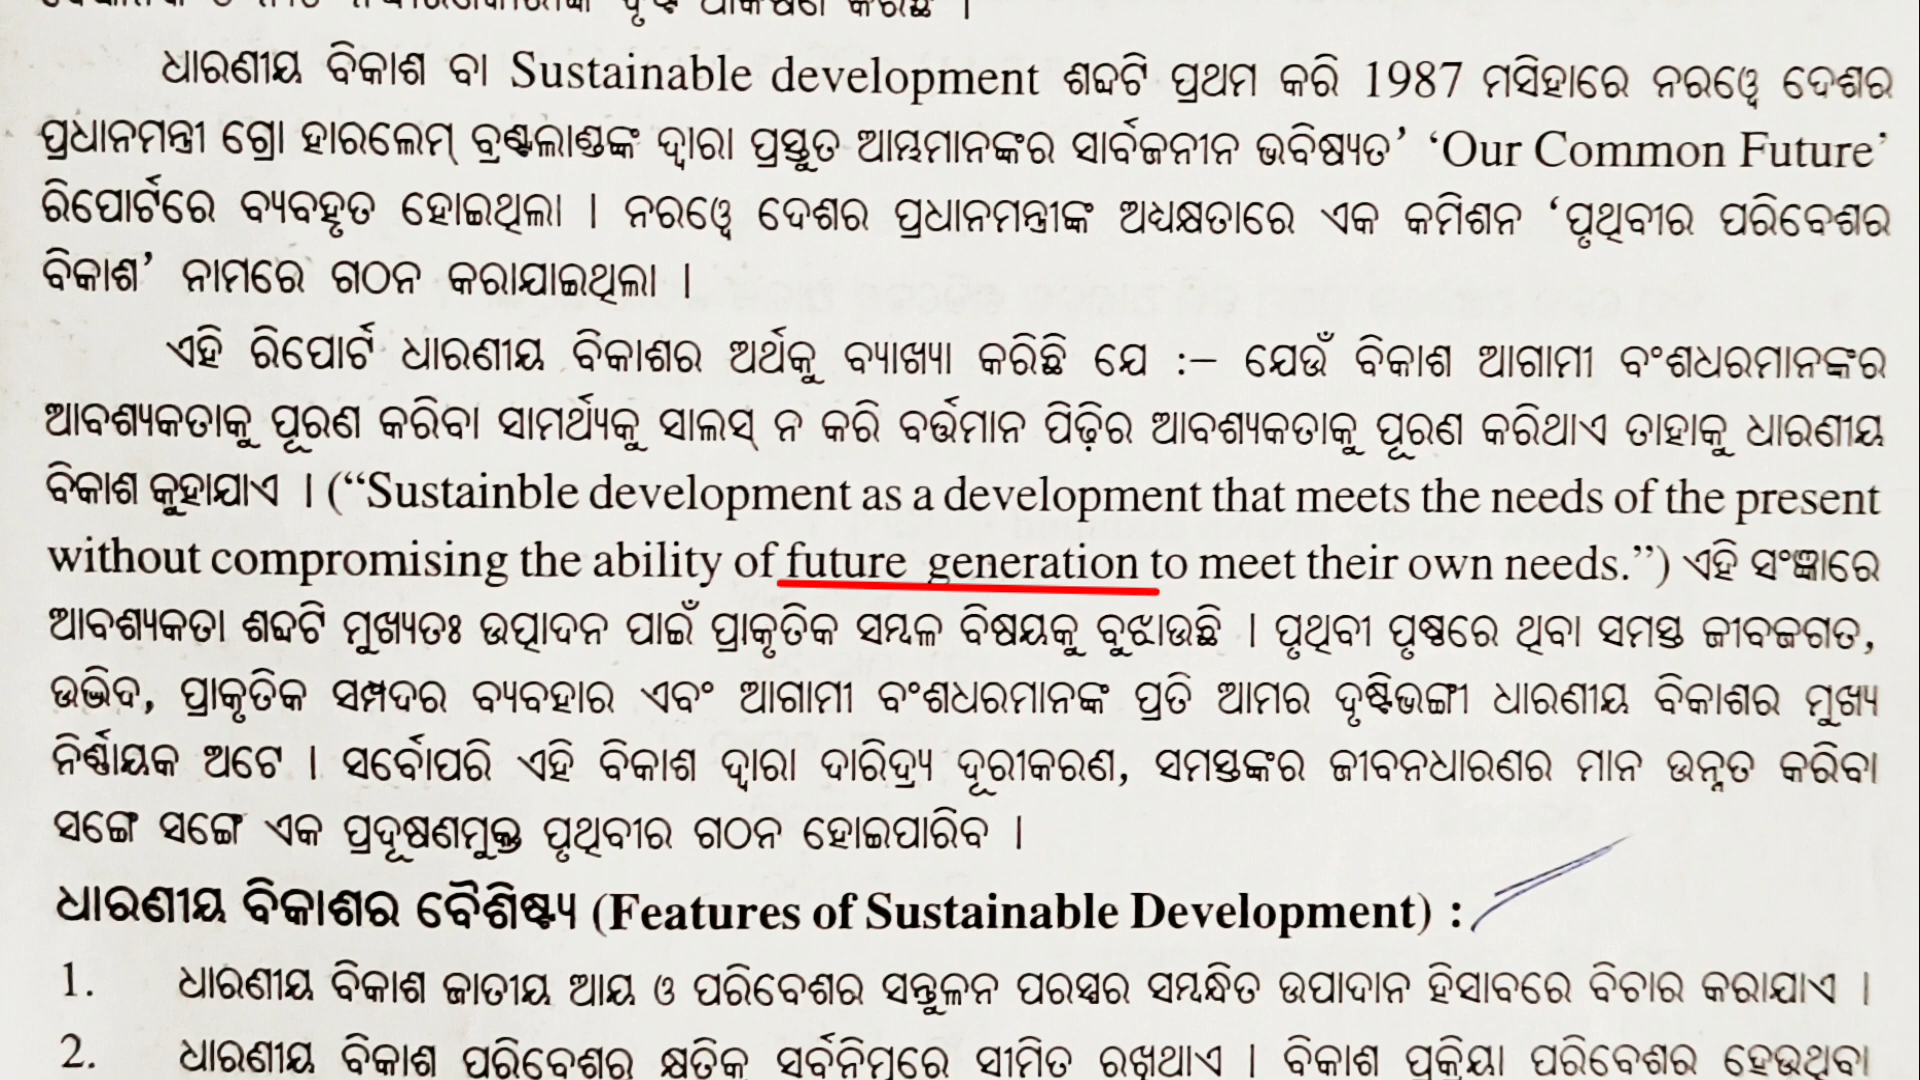 ଧାରଣୀୟ ବିକାଶ ବା Sustainable development ଶବ୍ଦଟି ପ୍ରଥମ କରି 1987 ମସିହାରେ ନରୱେ ଦେଶର
ପ୍ରଧାନମନ୍ତ୍ରୀ ଗ୍ରୋ ହାରଲେମ୍ ବ୍ରଣ୍ଟଲାଣ୍ଡଙ୍କ ଦ୍ୱାରା ପ୍ରସ୍ତୁତ ଆମ୍ଭମାନଙ୍କର ସାର୍ବଜନୀନ ଭବିଷ୍ୟତ’ ‘Our Common Future’
ରିପୋର୍ଟରେ ବ୍ୟବହୃତ ହୋଇଥିଲା । ନରୱେ ଦେଶର ପ୍ରଧାନମନ୍ତ୍ରୀଙ୍କ ଅଧ୍ୟକ୍ଷତାରେ ଏକ କମିଶନ ‘ପୃଥିବୀର ପରିବେଶର
ବିକାଶ’ ନାମରେ ଗଠନ କରାଯାଇଥିଲା ।
ଏହି ରିପୋର୍ଟ ଧାରଣୀୟ ବିକାଶର ଅର୍ଥକୁ ବ୍ୟାଖ୍ୟା କରିଛି ଯେ :– ଯେଉଁ ବିକାଶ ଆଗାମୀ ବଂଶଧରମାନଙ୍କର
ଆବଶ୍ୟକତାକୁ ପୂରଣ କରିବା ସାମର୍ଥ୍ୟକୁ ସାଲସ୍ ନ କରି ବର୍ତ୍ତମାନ ପିଢ଼ିର ଆବଶ୍ୟକତାକୁ ପୂରଣ କରିଥାଏ ତାହାକୁ ଧାରଣୀୟ
ବିକାଶ କୁହାଯାଏ । (“Sustainble development as a development that meets the needs of the present
without compromising the ability of future generation to meet their own needs.”) ଏହି ସଂଜ୍ଞାରେ
ଆବଶ୍ୟକତା ଶବ୍ଦଟି ମୁଖ୍ୟତଃ ଉତ୍ପାଦନ ପାଇଁ ପ୍ରାକୃତିକ ସମ୍ବଳ ବିଷୟକୁ ବୁଝାଉଛି । ପୃଥିବୀ ପୃଷ୍ଠରେ ଥିବା ସମସ୍ତ ଜୀବଜଗତ,
ଉଦ୍ଭିଦ, ପ୍ରାକୃତିକ ସମ୍ପଦର ବ୍ୟବହାର ଏବଂ ଆଗାମୀ ବଂଶଧରମାନଙ୍କ ପ୍ରତି ଆମର ଦୃଷ୍ଟିଭଙ୍ଗୀ ଧାରଣୀୟ ବିକାଶର ମୁଖ୍ୟ
ନିର୍ଣ୍ଣାୟକ ଅଟେ । ସର୍ବୋପରି ଏହି ବିକାଶ ଦ୍ୱାରା ଦାରିଦ୍ର୍ୟ ଦୂରୀକରଣ, ସମସ୍ତଙ୍କର ଜୀବନଧାରଣର ମାନ ଉନ୍ନତ କରିବା
ସଙ୍ଗେ ସଙ୍ଗେ ଏକ ପ୍ରଦୂଷଣମୁକ୍ତ ପୃଥିବୀର ଗଠନ ହୋଇପାରିବ ।
ଧାରଣୀୟ ବିକାଶର ବୈଶିଷ୍ଟ୍ୟ (Features of Sustainable Development) :
1. ଧାରଣୀୟ ବିକାଶ ଜାତୀୟ ଆୟ ଓ ପରିବେଶର ସନ୍ତୁଳନ ପରସ୍ପର ସମ୍ବନ୍ଧିତ ଉପାଦାନ ହିସାବରେ ବିଚାର କରାଯାଏ ।
2. ଧାରଣୀୟ ବିକାଶ ପରିବେଶର କ୍ଷତିକୁ ସର୍ବନିମ୍ନରେ ସୀମିତ ରଖିଥାଏ । ବିକାଶ ପ୍ରକ୍ରିୟା ପରିବେଶର ହେଉଥିବା